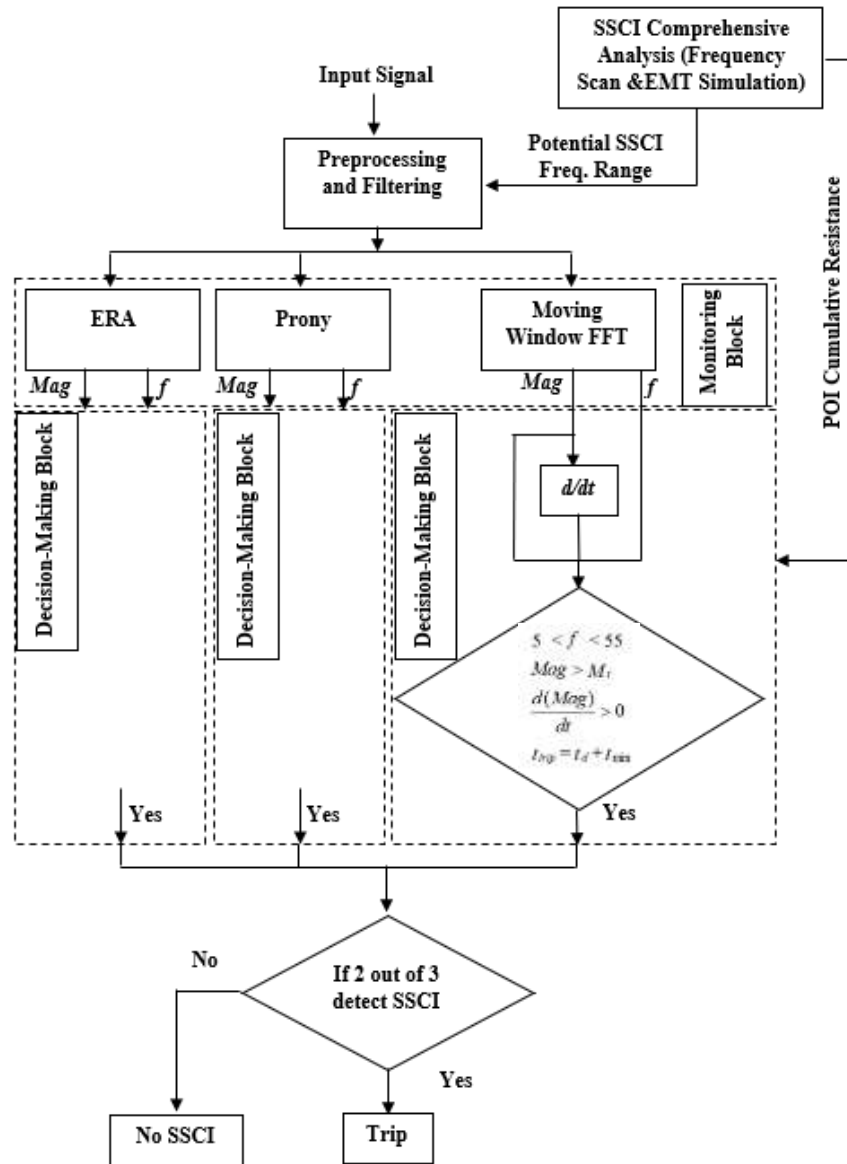 SSCI Comprehensive
Analysis (Frequency
Scan &EMT Simulation)
Input Signal
Potential SSCI
Freq. Range
Preprocessing
and Filtering
POI Cumulative Resistance
ERA
Prony
Moving
Window FFT
Monitoring
Block
Mag
f
Mag
f
Mag
f
Decision-Making Block
Decision-Making Block
Decision-Making Block
d/dt
5 < f < 55
Mag > M_t
d(Mag)
dt
> 0
t_trip = t_d + t_min
Yes
Yes
Yes
If 2 out of 3
detect SSCI
No
Yes
No SSCI
Trip